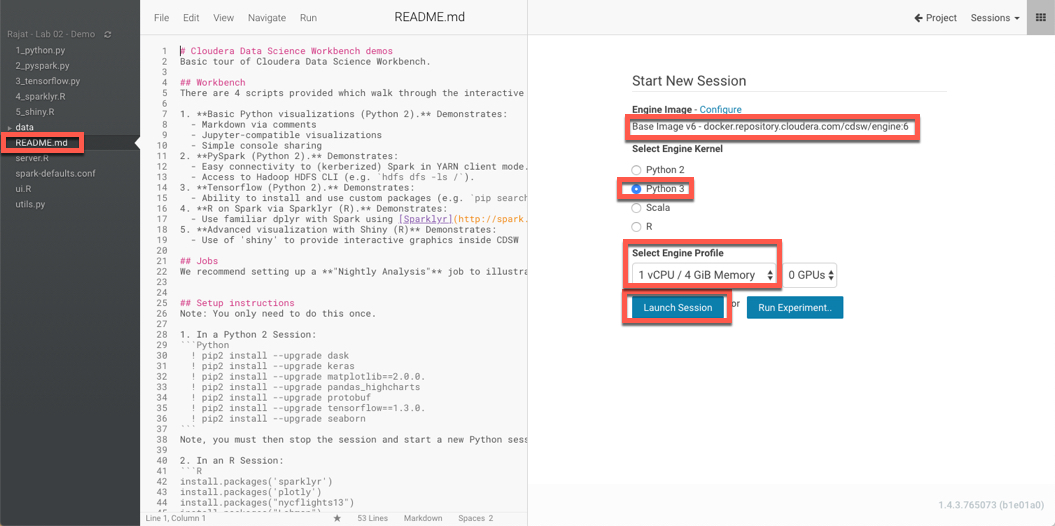 File Edit View Navigate Run
README.md
Project Sessions
Rajat - Lab 02 - Demo
1_python.py
2_pyspark.py
3_tensorflow.py
4_sparklyr.R
5_shiny.R
data
README.md
server.R
spark-defaults.conf
ui.R
utils.py
1 # Cloudera Data Science Workbench demos
2 Basic tour of Cloudera Data Science Workbench.
3
4 ## Workbench
5 There are 4 scripts provided which walk through the interactive
6
7 1. **Basic Python visualizations (Python 2).** Demonstrates:
8 - Markdown via comments
9 - Jupyter-compatible visualizations
10 - Simple console sharing
11 2. **PySpark (Python 2).** Demonstrates:
12 - Easy connectivity to (kerberized) Spark in YARN client mode.
13 - Access to Hadoop HDFS CLI (e.g. `hdfs dfs -ls /`).
14 3. **Tensorflow (Python 2).** Demonstrates:
15 - Ability to install and use custom packages (e.g. `pip search
16 4. **R on Spark via Sparklyr (R).** Demonstrates:
17 - Use familiar dplyr with Spark using [Sparklyr](http://spark.
18 5. **Advanced visualization with Shiny (R)** Demonstrates:
19 - Use of 'shiny' to provide interactive graphics inside CDSW
20
21 ## Jobs
22 We recommend setting up a **"Nightly Analysis"** job to illustra
23
24
25 ## Setup instructions
26 Note: You only need to do this once.
27
28 1. In a Python 2 Session:
29 ```Python
30 ! pip2 install --upgrade dask
31 ! pip2 install --upgrade keras
32 ! pip2 install --upgrade matplotlib==2.0.0.
33 ! pip2 install --upgrade pandas_highcharts
34 ! pip2 install --upgrade protobuf
35 ! pip2 install --upgrade tensorflow==1.3.0.
36 ! pip2 install --upgrade seaborn
37 ```
38 Note, you must then stop the session and start a new Python sess
39
40 2. In an R Session:
41 ```R
42 install.packages('sparklyr')
43 install.packages('plotly')
44 install.packages("nycflights13")
Line 1, Column 1 ★ 53 Lines Markdown Spaces 2
Start New Session
Engine Image - Configure
Base Image v6 - docker.repository.cloudera.com/cdsw/engine:6
Select Engine Kernel
Python 2
Python 3
Scala
R
Select Engine Profile
1 vCPU / 4 GiB Memory 0 GPUs
Launch Session or Run Experiment..
1.4.3.765073 (b1e01a0)